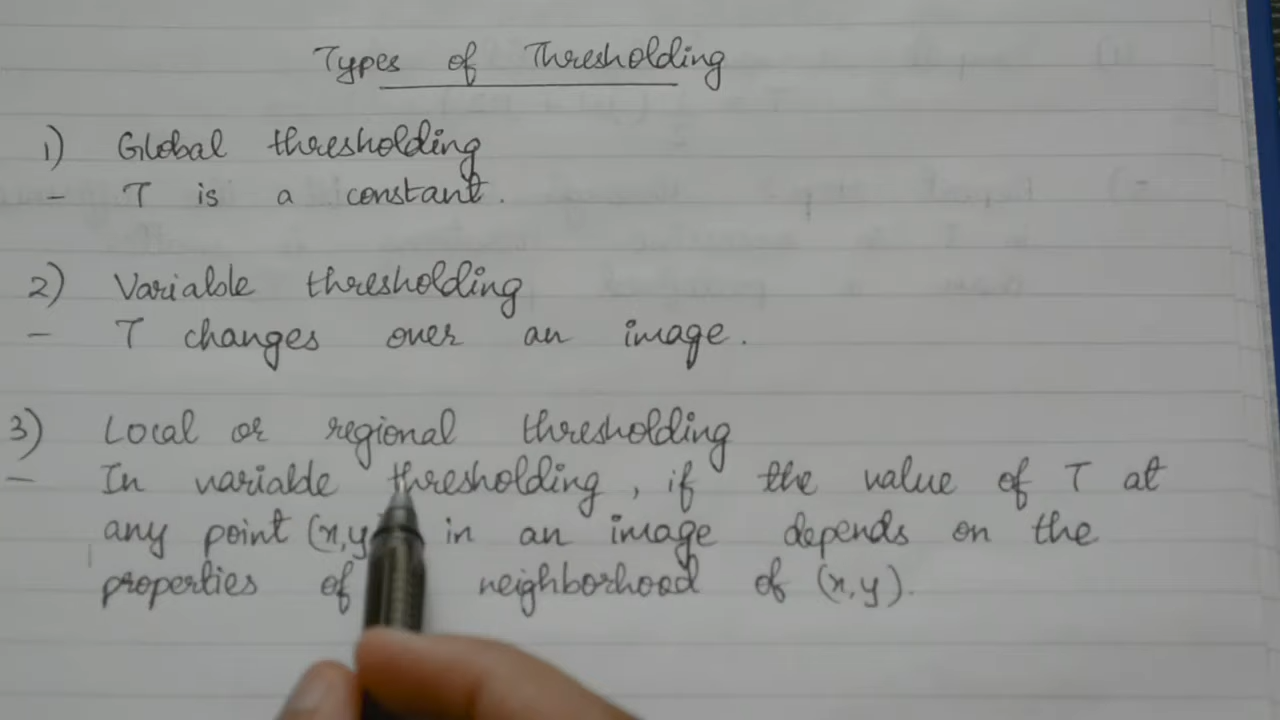 Types of Thresholding
1) Global thresholding
- T is a constant.
2) Variable thresholding
- T changes over an image.
3) Local or regional thresholding
- In variable thresholding, if the value of T at
any point (x,y in an image depends on the
properties of neighborhood of (x,y).